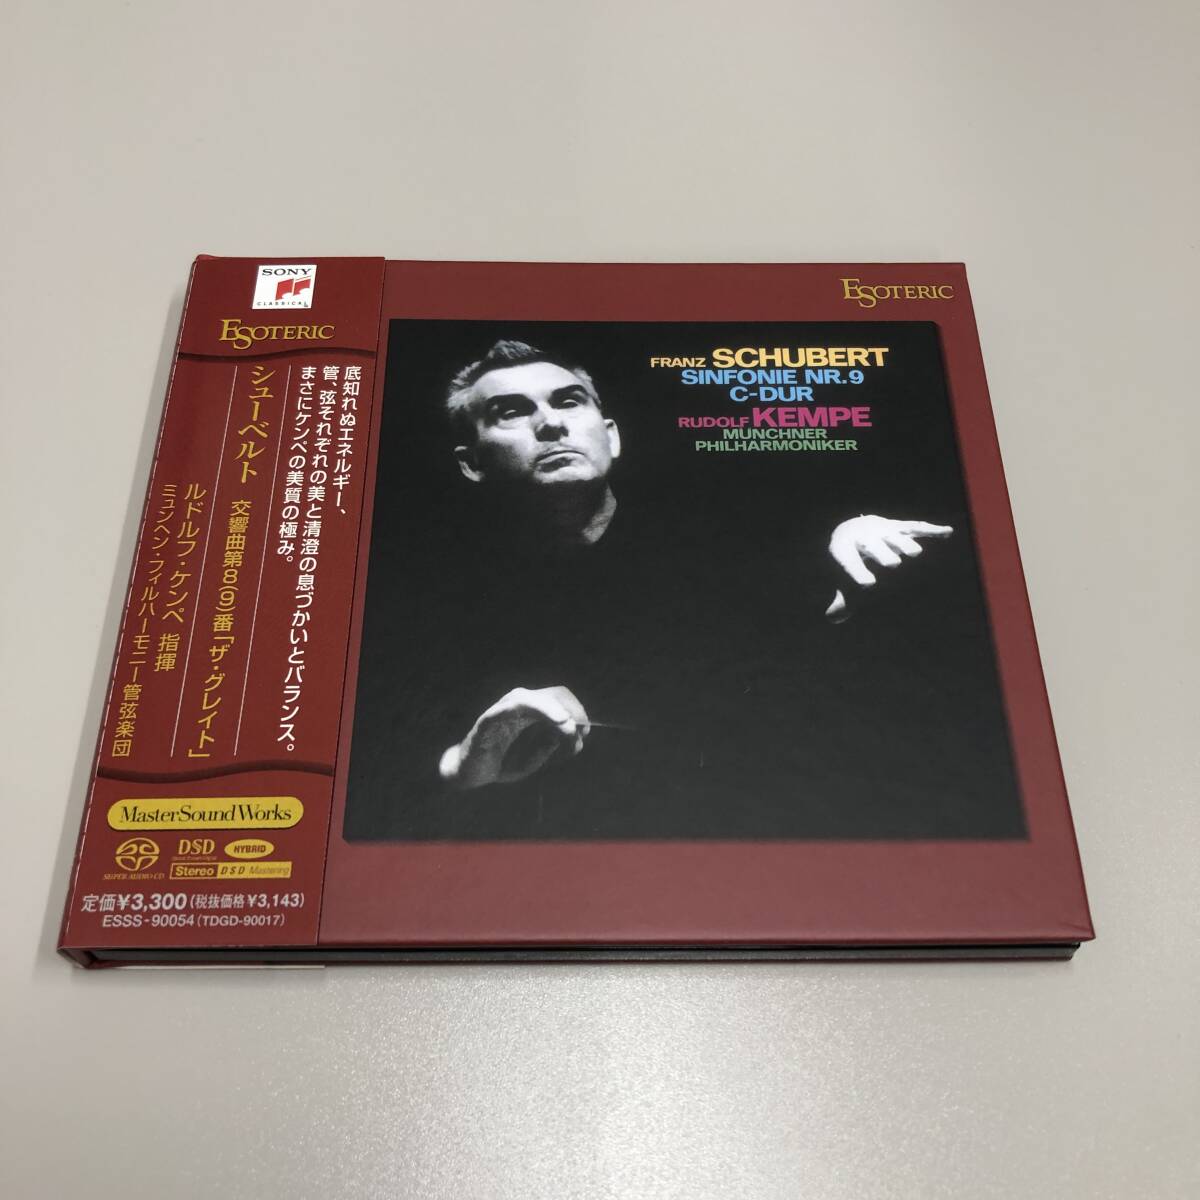 SONY
CLASSICAL
ESOTERIC
底知れぬエネルギー、
管、弦それぞれの美と清澄の息づかいとバランス。
まさにケンペの美質の極み。
シューベルト
交響曲第8(9)番「ザ・グレイト」
ルドルフ・ケンペ 指揮
ミュンヘン・フィルハーモニー管弦楽団
MasterSoundWorks
SUPER AUDIO CD
DSD
Direct Stream Digital
HYBRID
Stereo DSD Mastering
定価¥3,300(税抜価格¥3,143)
ESSS-90054(TDGD-90017)
ESOTERIC
FRANZ SCHUBERT
SINFONIE NR.9
C-DUR
RUDOLF KEMPE
MÜNCHNER
PHILHARMONIKER